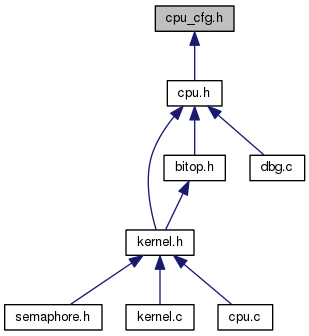 cpu_cfg.h
cpu.h
bitop.h
dbg.c
kernel.h
semaphore.h
kernel.c
cpu.c